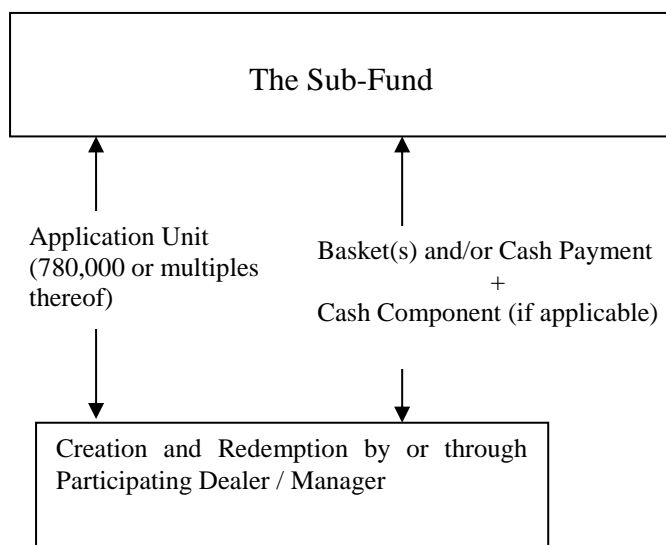 The Sub-Fund
Application Unit
(780,000 or multiples
thereof)
Basket(s) and/or Cash Payment
+
Cash Component (if applicable)
Creation and Redemption by or through
Participating Dealer / Manager